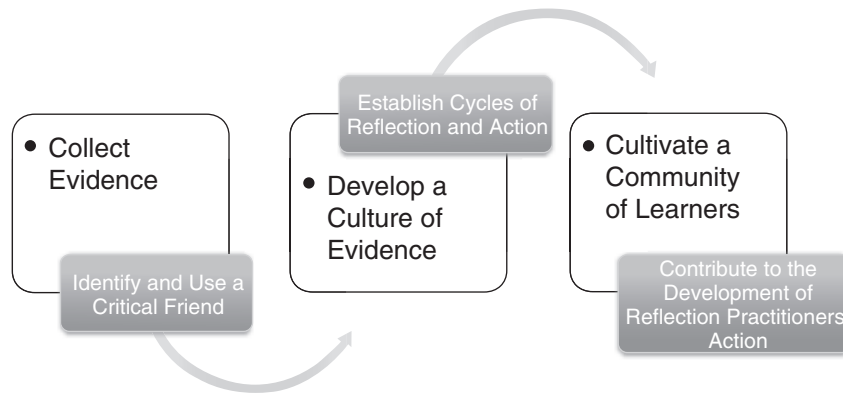 • Collect
Evidence
Identify and Use a
Critical Friend
Establish Cycles of
Reflection and Action
• Develop a
Culture of
Evidence
• Cultivate a
Community
of Learners
Contribute to the
Development of
Reflection Practitioners
Action